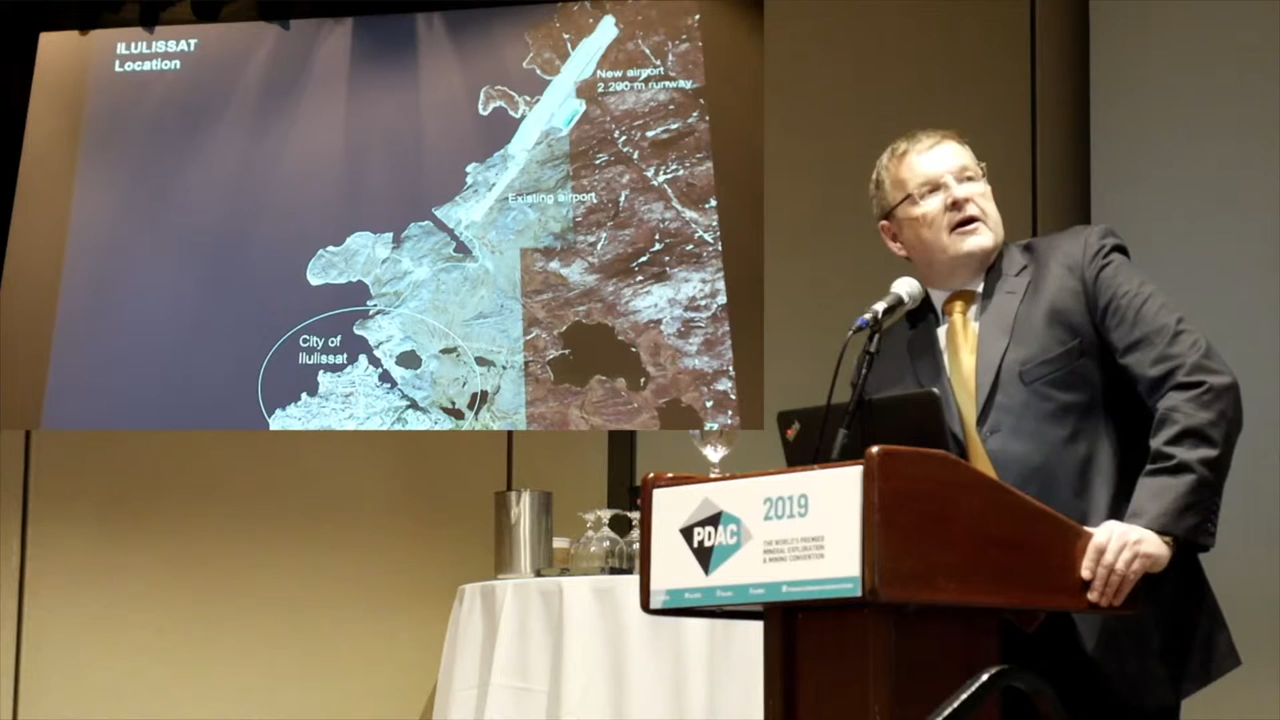 ILULISSAT
Location
New airport
2.200 m runway
Existing airport
City of
Ilulissat
PDAC
2019
THE WORLD'S PREMIER
MINERAL EXPLORATION
& MINING CONVENTION